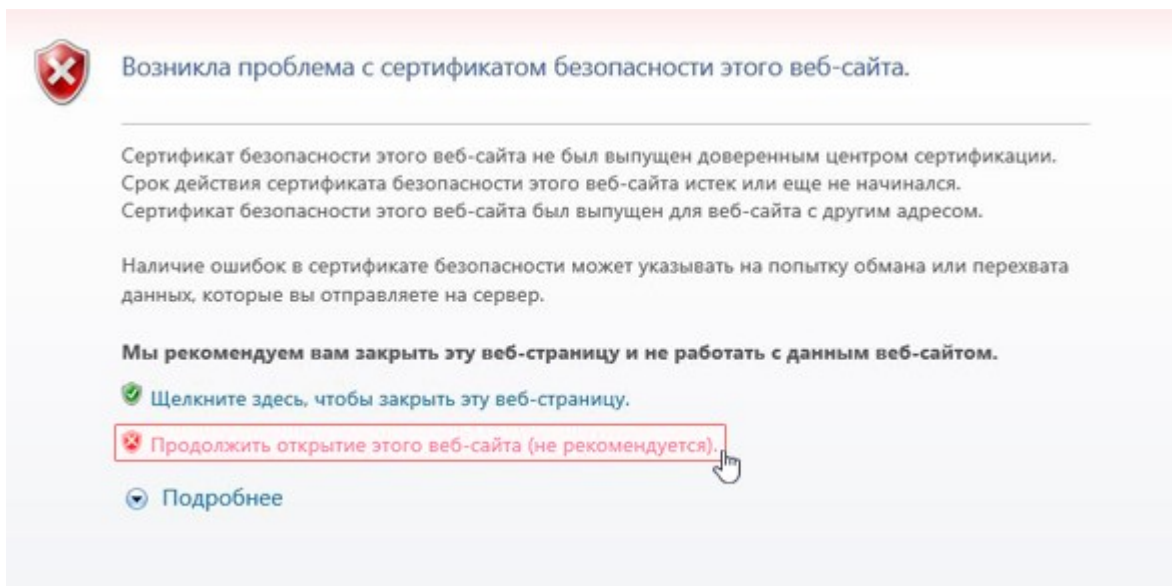 Возникла проблема с сертификатом безопасности этого веб-сайта.
Сертификат безопасности этого веб-сайта не был выпущен доверенным центром сертификации.
Срок действия сертификата безопасности этого веб-сайта истек или еще не начинался.
Сертификат безопасности этого веб-сайта был выпущен для веб-сайта с другим адресом.
Наличие ошибок в сертификате безопасности может указывать на попытку обмана или перехвата
данных, которые вы отправляете на сервер.
Мы рекомендуем вам закрыть эту веб-страницу и не работать с данным веб-сайтом.
Щелкните здесь, чтобы закрыть эту веб-страницу.
Продолжить открытие этого веб-сайта (не рекомендуется).
Подробнее